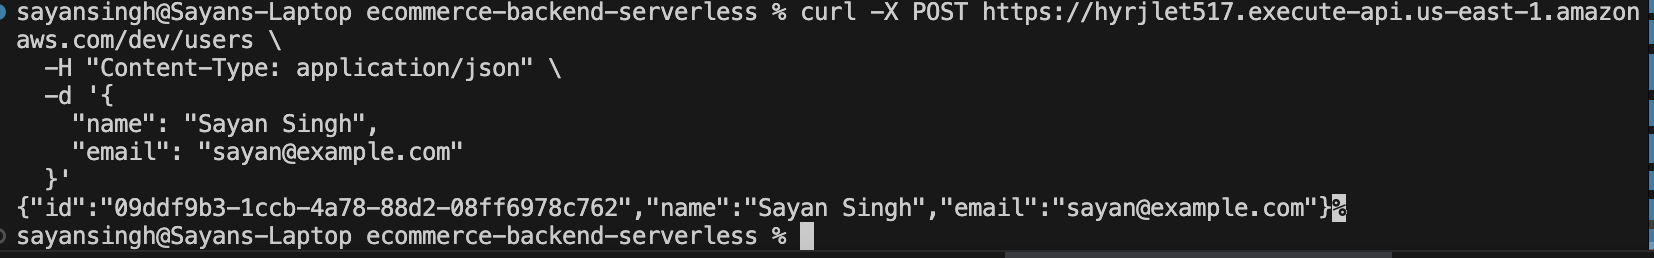 sayansingh@Sayans-Laptop ecommerce-backend-serverless % curl -X POST https://hyrjlet517.execute-api.us-east-1.amazon
aws.com/dev/users \
  -H "Content-Type: application/json" \
  -d '{
    "name": "Sayan Singh",
    "email": "sayan@example.com"
  }'
{"id":"09ddf9b3-1ccb-4a78-88d2-08ff6978c762","name":"Sayan Singh","email":"sayan@example.com"}%
sayansingh@Sayans-Laptop ecommerce-backend-serverless %